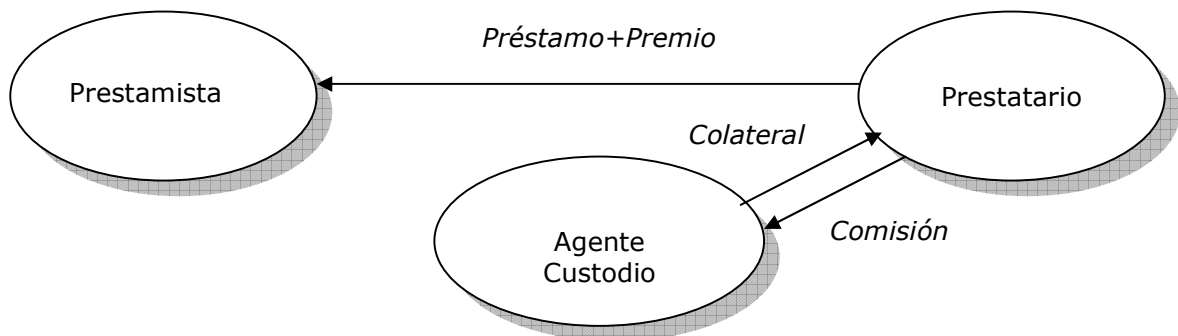 Préstamo+Premio
Prestamista
Prestatario
Colateral
Comisión
Agente
Custodio